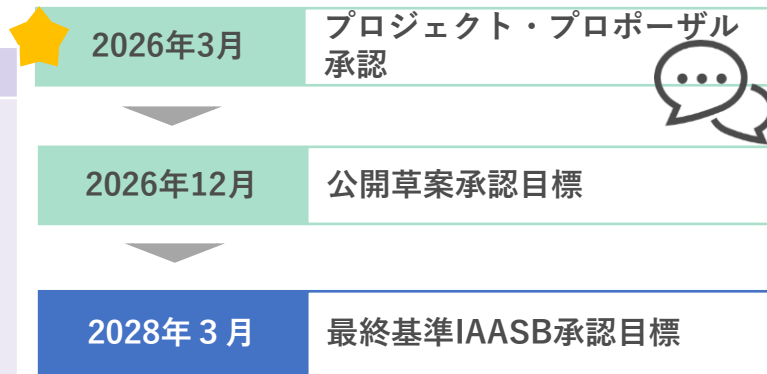 2026年3月
プロジェクト・プロポーザル
承認
2026年12月
公開草案承認目標
2028年３月
最終基準IAASB承認目標